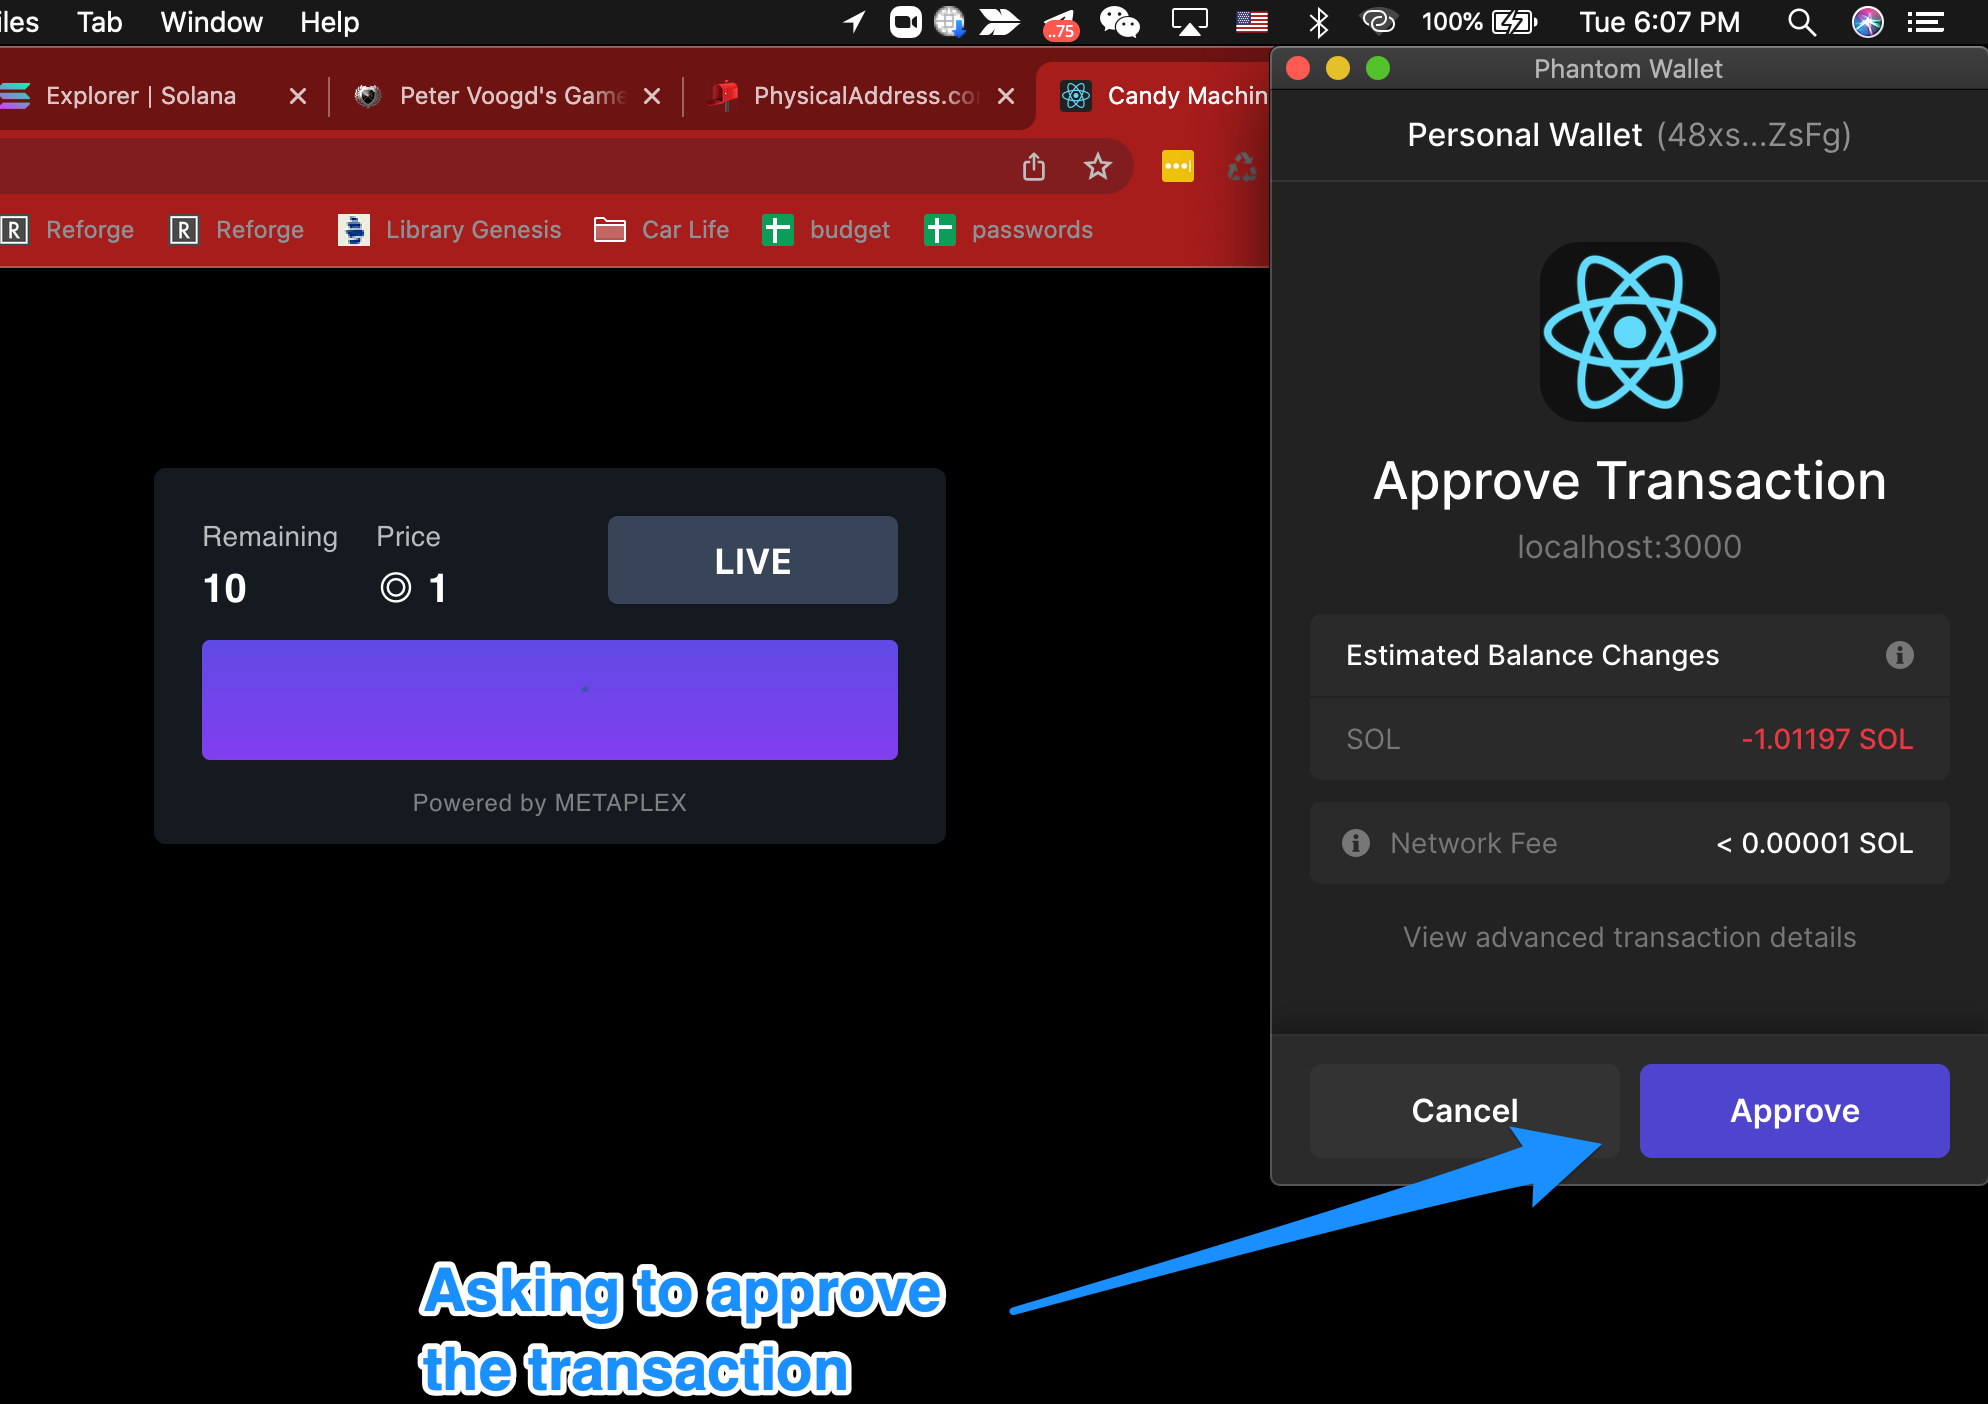 iles Tab Window Help
..75
100%
Tue 6:07 PM
Explorer | Solana
Peter Voogd's Game
PhysicalAddress.co
Candy Machin
R Reforge
R Reforge
Library Genesis
Car Life
budget
passwords
Remaining Price
10 1
LIVE
Powered by METAPLEX
Phantom Wallet
Personal Wallet (48xs...ZsFg)
Approve Transaction
localhost:3000
Estimated Balance Changes
SOL -1.01197 SOL
Network Fee < 0.00001 SOL
View advanced transaction details
Cancel Approve
Asking to approve
the transaction